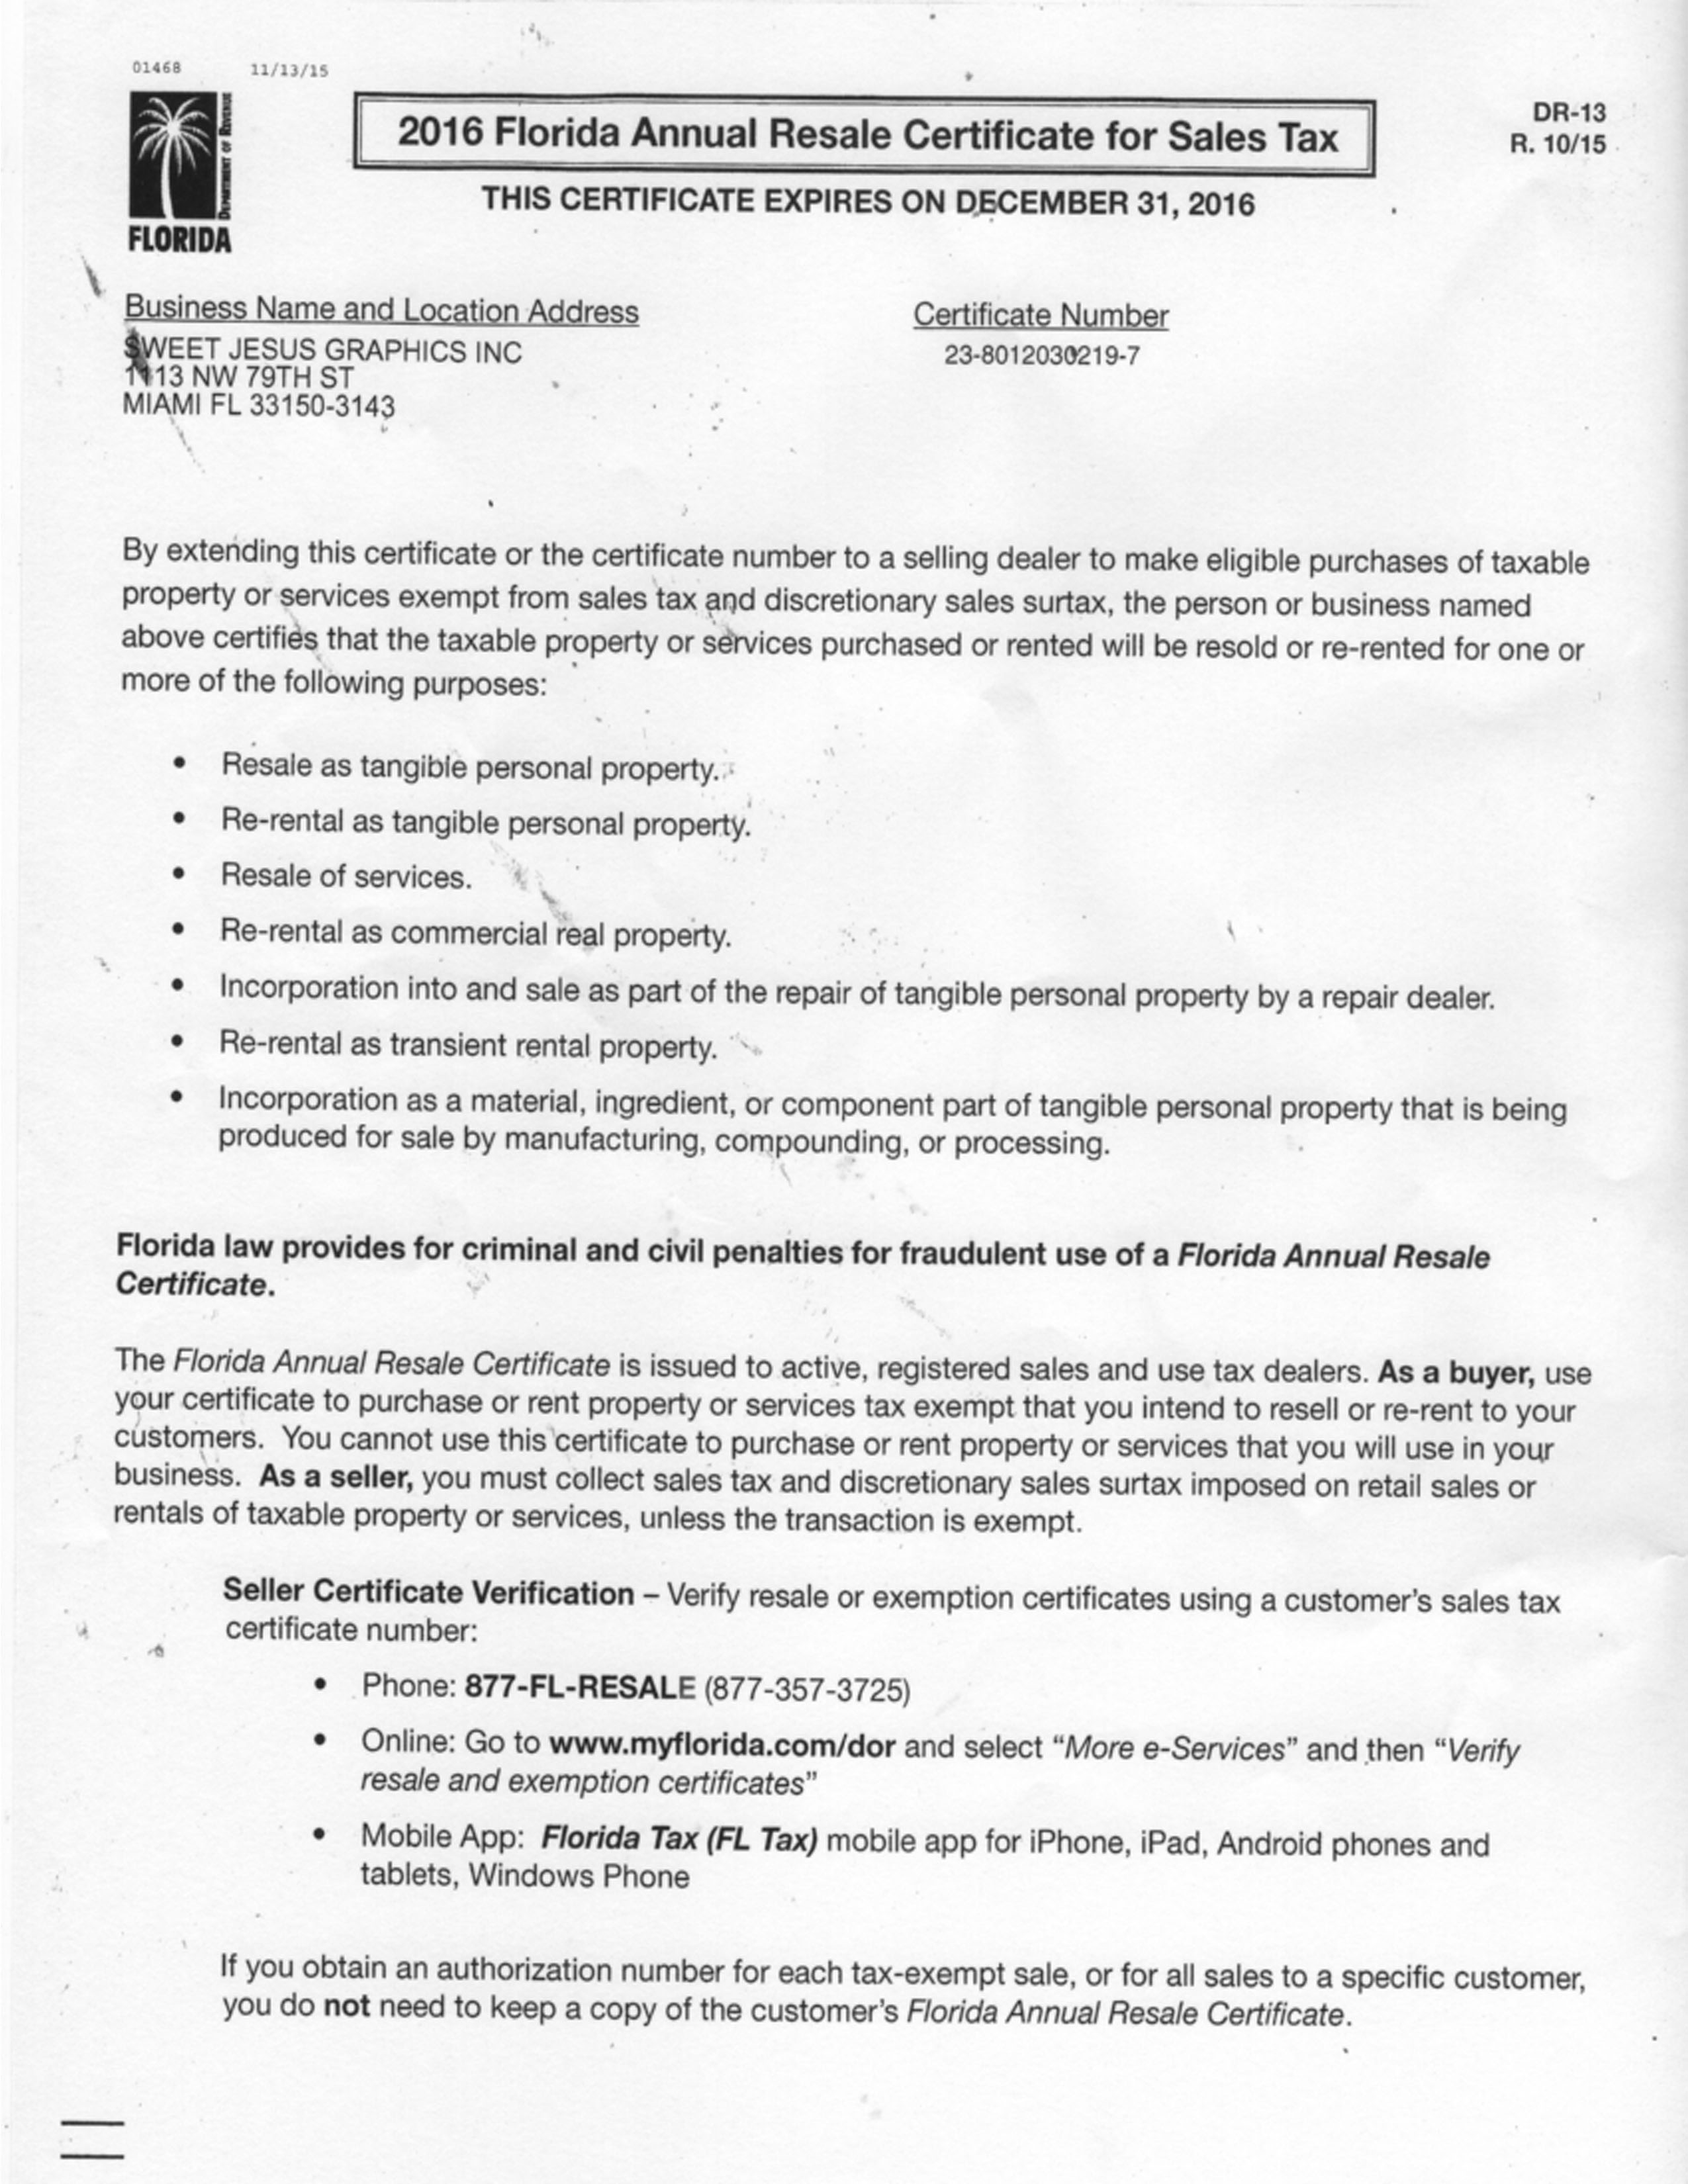 01468 11/13/15
DEPARTMENT OF REVENUE
FLORIDA
2016 Florida Annual Resale Certificate for Sales Tax
DR-13
R. 10/15
THIS CERTIFICATE EXPIRES ON DECEMBER 31, 2016
Business Name and Location Address
SWEET JESUS GRAPHICS INC
1113 NW 79TH ST
MIAMI FL 33150-3143
Certificate Number
23-8012030219-7
By extending this certificate or the certificate number to a selling dealer to make eligible purchases of taxable
property or services exempt from sales tax and discretionary sales surtax, the person or business named
above certifies that the taxable property or services purchased or rented will be resold or re-rented for one or
more of the following purposes:
• Resale as tangible personal property.
• Re-rental as tangible personal property.
• Resale of services.
• Re-rental as commercial real property.
• Incorporation into and sale as part of the repair of tangible personal property by a repair dealer.
• Re-rental as transient rental property.
• Incorporation as a material, ingredient, or component part of tangible personal property that is being
produced for sale by manufacturing, compounding, or processing.
Florida law provides for criminal and civil penalties for fraudulent use of a Florida Annual Resale
Certificate.
The Florida Annual Resale Certificate is issued to active, registered sales and use tax dealers. As a buyer, use
your certificate to purchase or rent property or services tax exempt that you intend to resell or re-rent to your
customers. You cannot use this certificate to purchase or rent property or services that you will use in your
business. As a seller, you must collect sales tax and discretionary sales surtax imposed on retail sales or
rentals of taxable property or services, unless the transaction is exempt.
Seller Certificate Verification – Verify resale or exemption certificates using a customer's sales tax
certificate number:
• Phone: 877-FL-RESALE (877-357-3725)
• Online: Go to www.myflorida.com/dor and select "More e-Services" and then "Verify
resale and exemption certificates"
• Mobile App: Florida Tax (FL Tax) mobile app for iPhone, iPad, Android phones and
tablets, Windows Phone
If you obtain an authorization number for each tax-exempt sale, or for all sales to a specific customer,
you do not need to keep a copy of the customer's Florida Annual Resale Certificate.